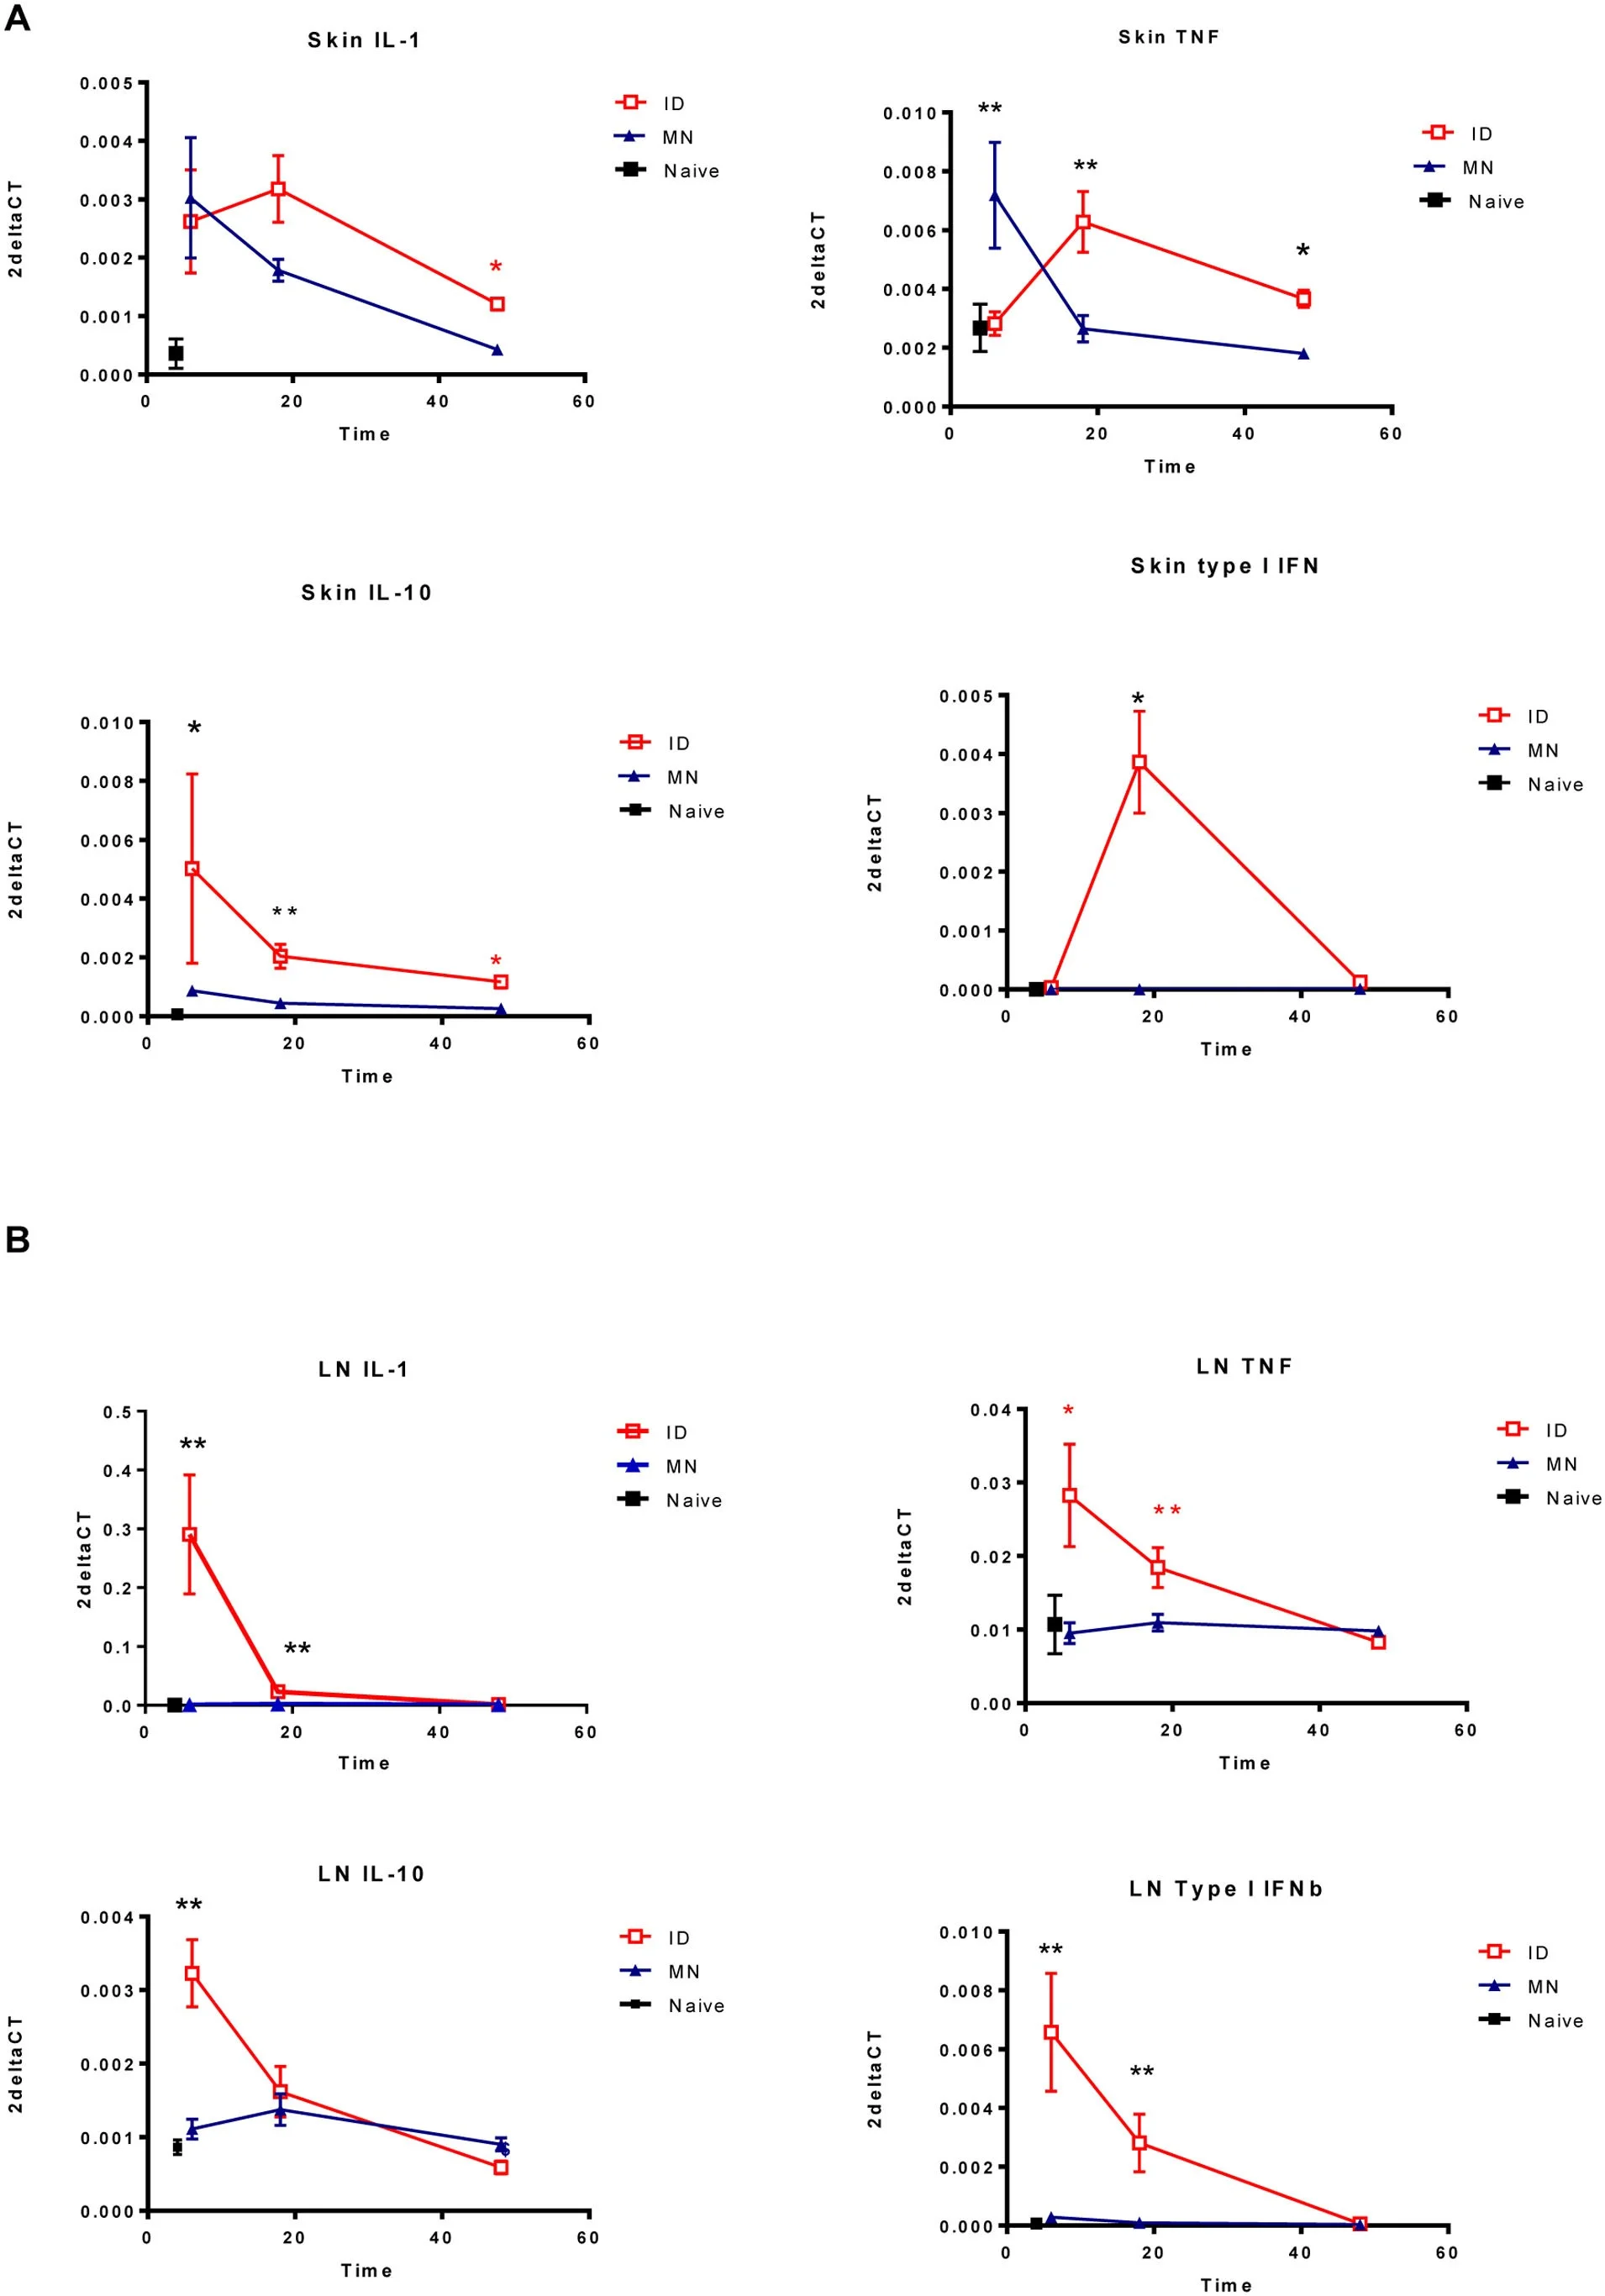 A
Skin IL-1
0.005
0.004
0.003
0.002
0.001
0.000
2deltaCT
*
0 20 40 60
Time
ID
MN
Naive
Skin TNF
0.010
0.008
0.006
0.004
0.002
0.000
2deltaCT
**
**
*
0 20 40 60
Time
ID
MN
Naive
Skin IL-10
0.010
0.008
0.006
0.004
0.002
0.000
2deltaCT
*
**
*
0 20 40 60
Time
ID
MN
Naive
Skin type I IFN
0.005
0.004
0.003
0.002
0.001
0.000
2deltaCT
*
0 20 40 60
Time
ID
MN
Naive
B
LN IL-1
0.5
0.4
0.3
0.2
0.1
0.0
2deltaCT
**
**
0 20 40 60
Time
ID
MN
Naive
LN TNF
0.04
0.03
0.02
0.01
0.00
2deltaCT
*
**
0 20 40 60
Time
ID
MN
Naive
LN IL-10
0.004
0.003
0.002
0.001
0.000
2deltaCT
**
0 20 40 60
Time
ID
MN
Naive
LN Type I IFNb
0.010
0.008
0.006
0.004
0.002
0.000
2deltaCT
**
**
0 20 40 60
Time
ID
MN
Naive